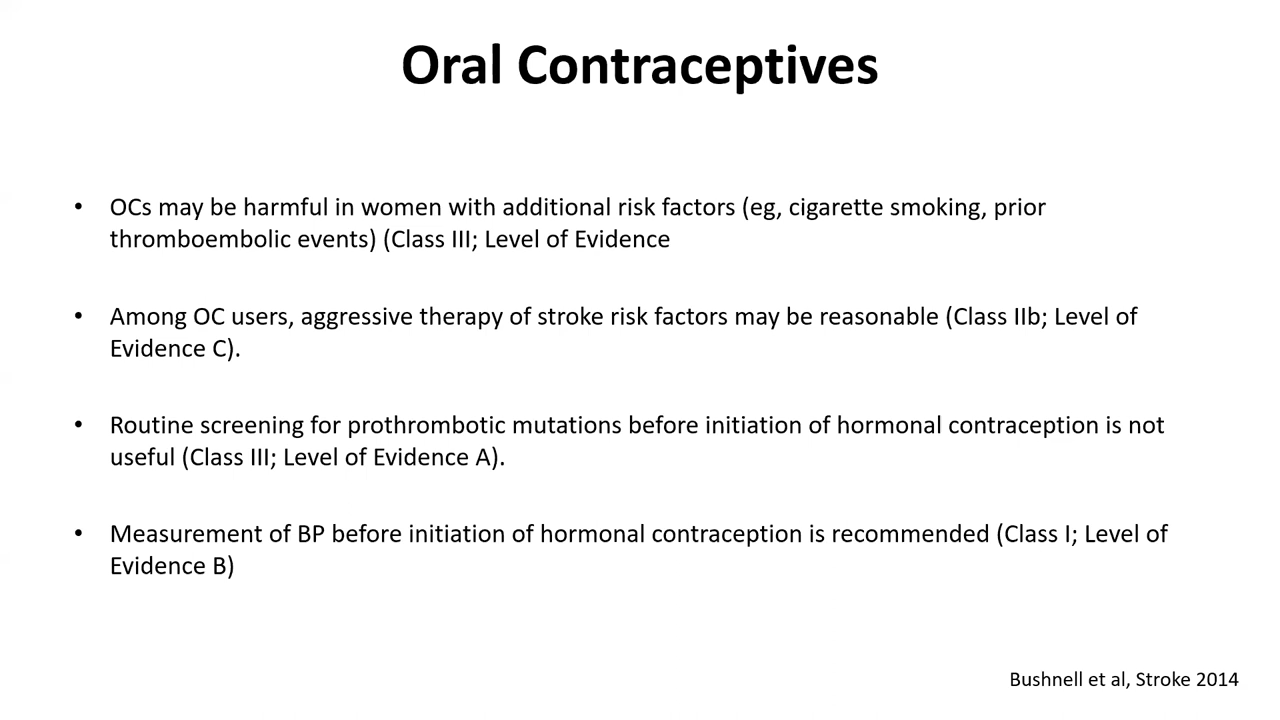 Oral Contraceptives
• OCs may be harmful in women with additional risk factors (eg, cigarette smoking, prior
thromboembolic events) (Class III; Level of Evidence
• Among OC users, aggressive therapy of stroke risk factors may be reasonable (Class IIb; Level of
Evidence C).
• Routine screening for prothrombotic mutations before initiation of hormonal contraception is not
useful (Class III; Level of Evidence A).
• Measurement of BP before initiation of hormonal contraception is recommended (Class I; Level of
Evidence B)
Bushnell et al, Stroke 2014